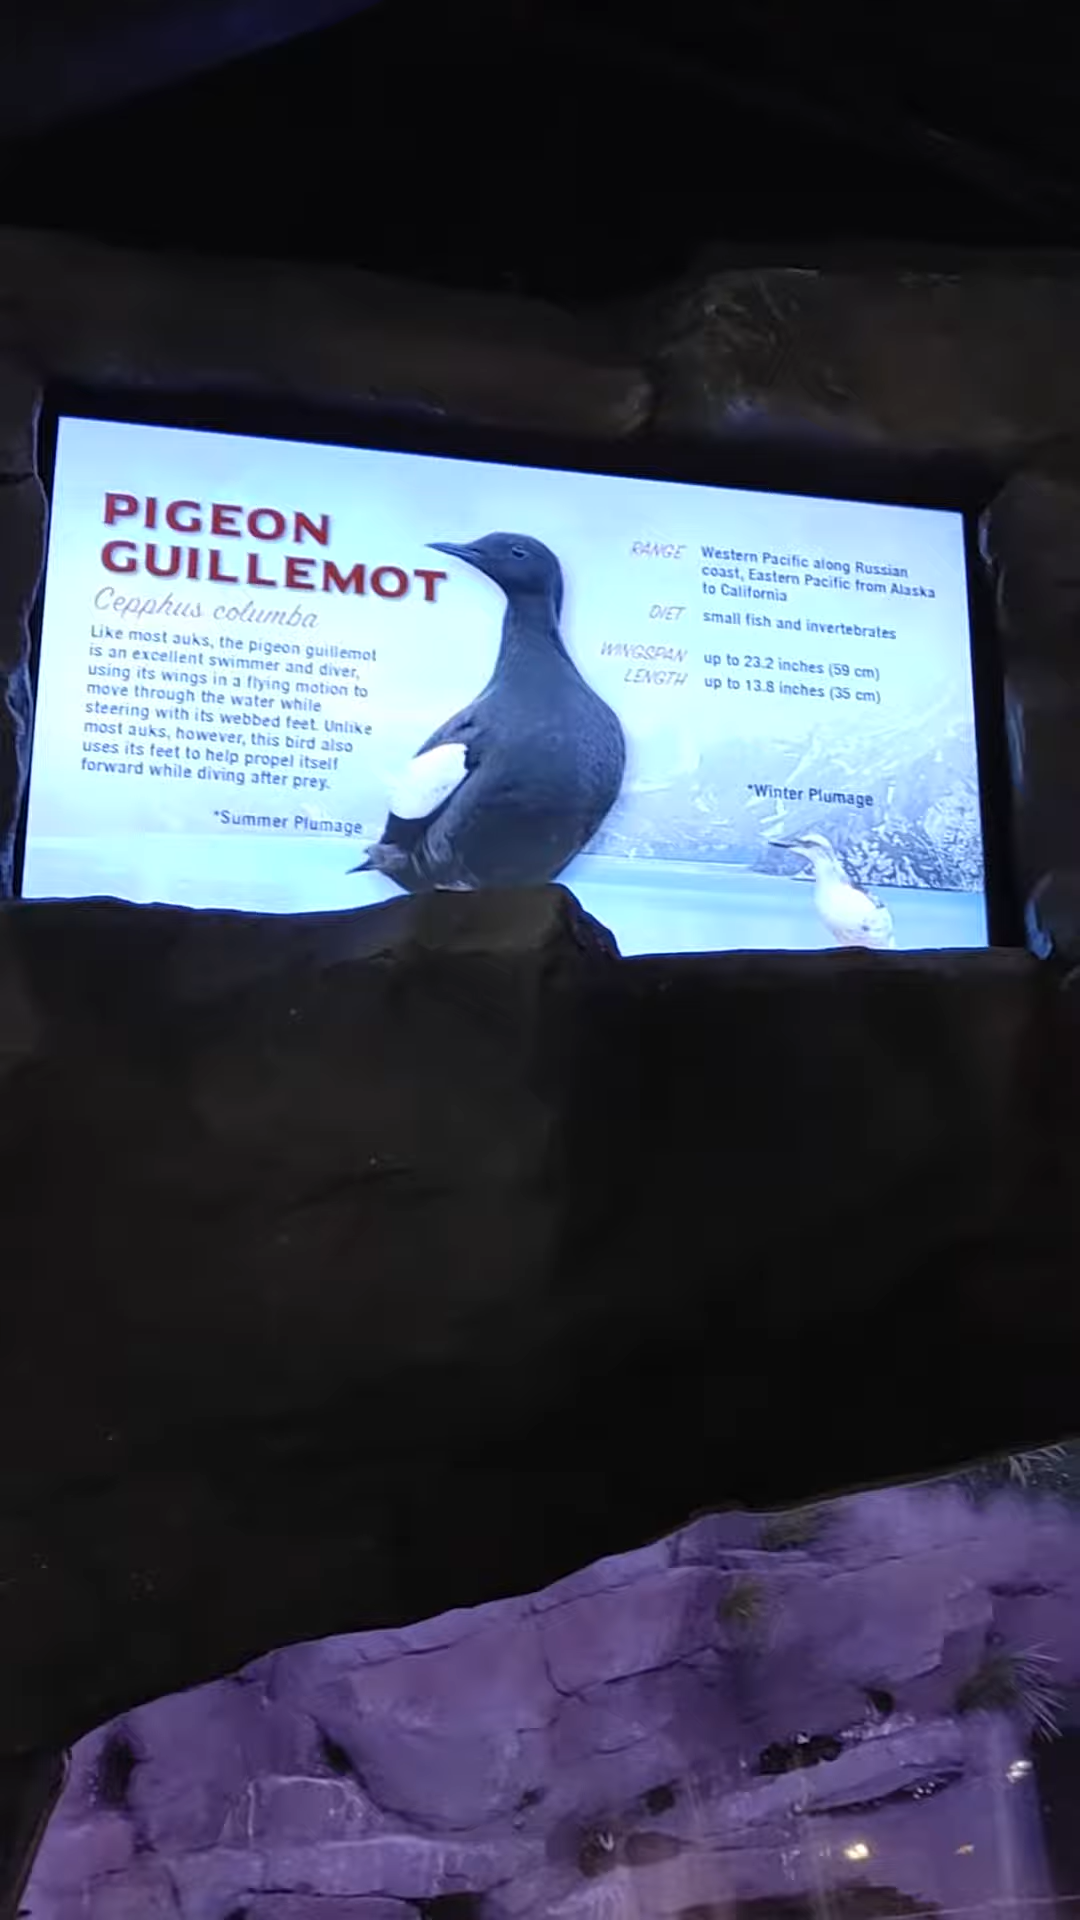 PIGEON
GUILLEMOT
Cepphus columba
Like most auks, the pigeon guillemot
is an excellent swimmer and diver,
using its wings in a flying motion to
move through the water while
steering with its webbed feet. Unlike
most auks, however, this bird also
uses its feet to help propel itself
forward while diving after prey.
*Summer Plumage
RANGE Western Pacific along Russian
coast, Eastern Pacific from Alaska
to California
DIET small fish and invertebrates
WINGSPAN up to 23.2 inches (59 cm)
LENGTH up to 13.8 inches (35 cm)
*Winter Plumage